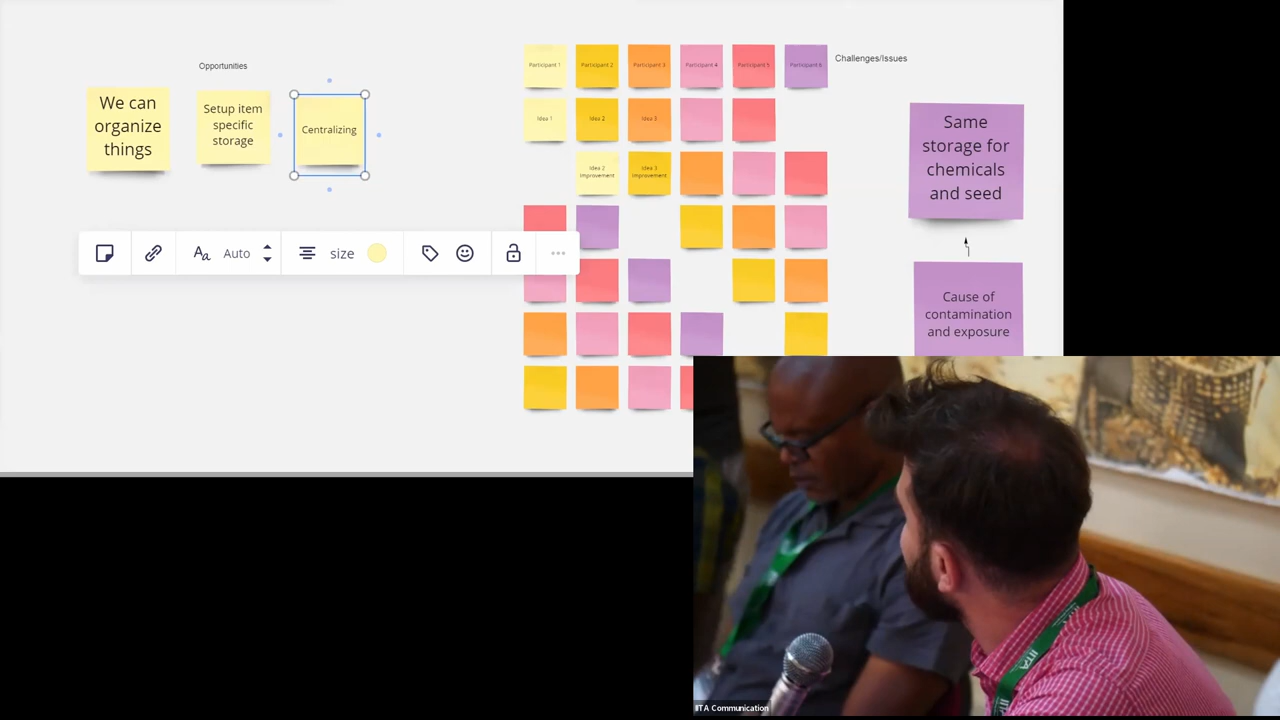 Opportunities
Challenges/Issues
We can
organize
things
Setup item
specific
storage
Centralizing
Participant 1
Participant 2
Participant 3
Participant 4
Participant 5
Participant 6
Idea 1
Idea 2
Idea 3
Idea 2
Improvement
Idea 3
Improvement
Same
storage for
chemicals
and seed
Auto
size
Cause of
contamination
and exposure
IITA
IITA Communication